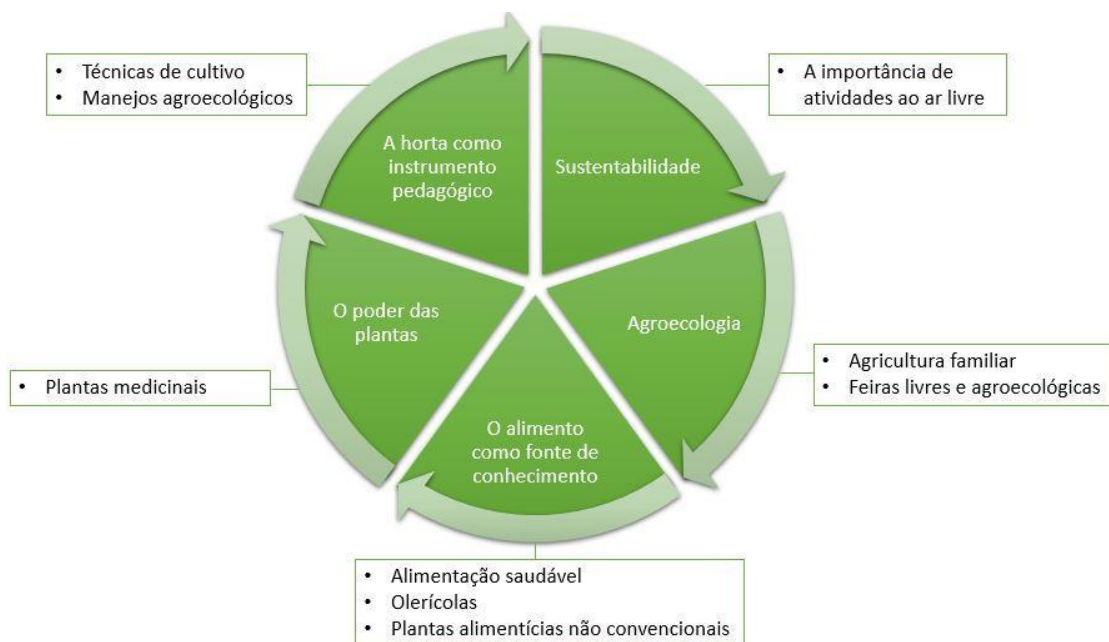 • Técnicas de cultivo
• Manejos agroecológicos
• A importância de
atividades ao ar livre
A horta como
instrumento
pedagógico
Sustentabilidade
O poder das
plantas
Agroecologia
• Plantas medicinais
• Agricultura familiar
• Feiras livres e agroecológicas
O alimento
como fonte de
conhecimento
• Alimentação saudável
• Olerícolas
• Plantas alimentícias não convencionais